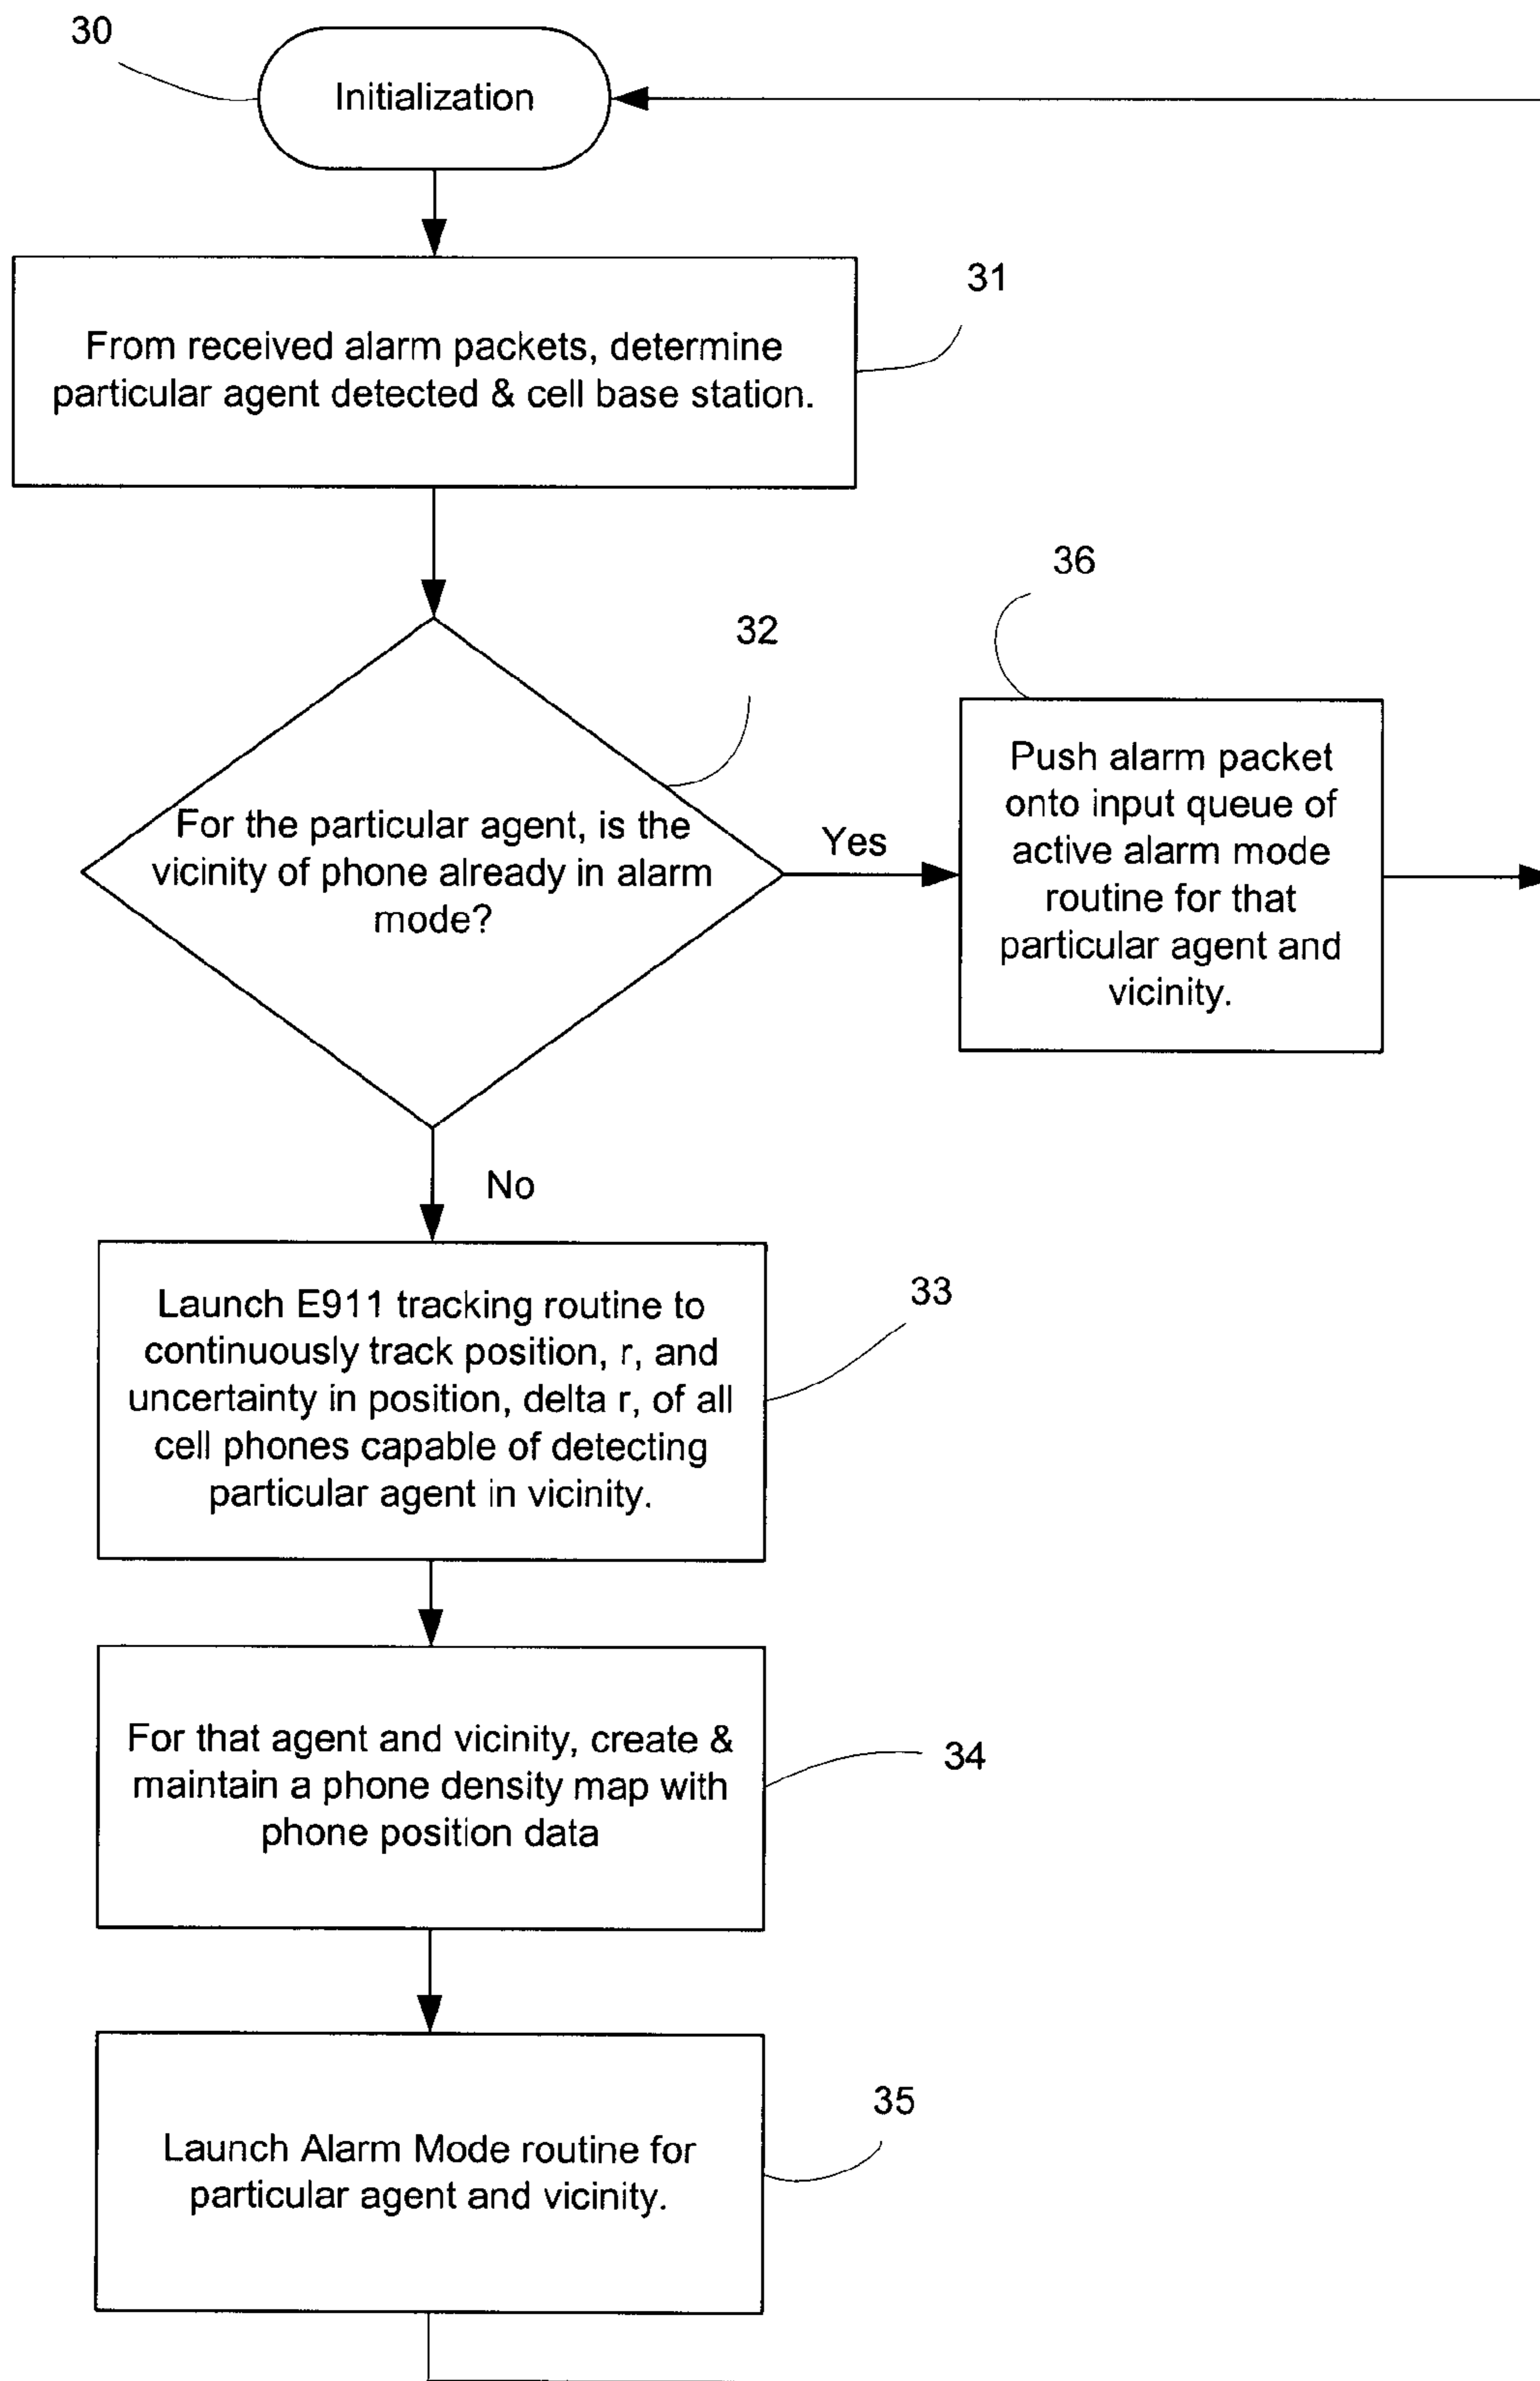 30
Initialization
31
From received alarm packets, determine
particular agent detected & cell base station.
36
32
Push alarm packet
onto input queue of
active alarm mode
routine for that
particular agent and
vicinity.
For the particular agent, is the
vicinity of phone already in alarm
mode?
Yes
No
33
Launch E911 tracking routine to
continuously track position, r, and
uncertainty in position, delta r, of all
cell phones capable of detecting
particular agent in vicinity.
For that agent and vicinity, create &
maintain a phone density map with
phone position data
34
35
Launch Alarm Mode routine for
particular agent and vicinity.